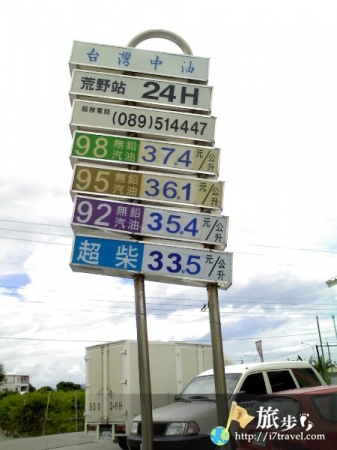 台灣中油
荒野站 24H
服務電話 (089)514447
98 無鉛汽油 37.4 元/公升
95 無鉛汽油 36.1 元/公升
92 無鉛汽油 35.4 元/公升
超柴 33.5 元/公升
旅步
http://i7travel.com